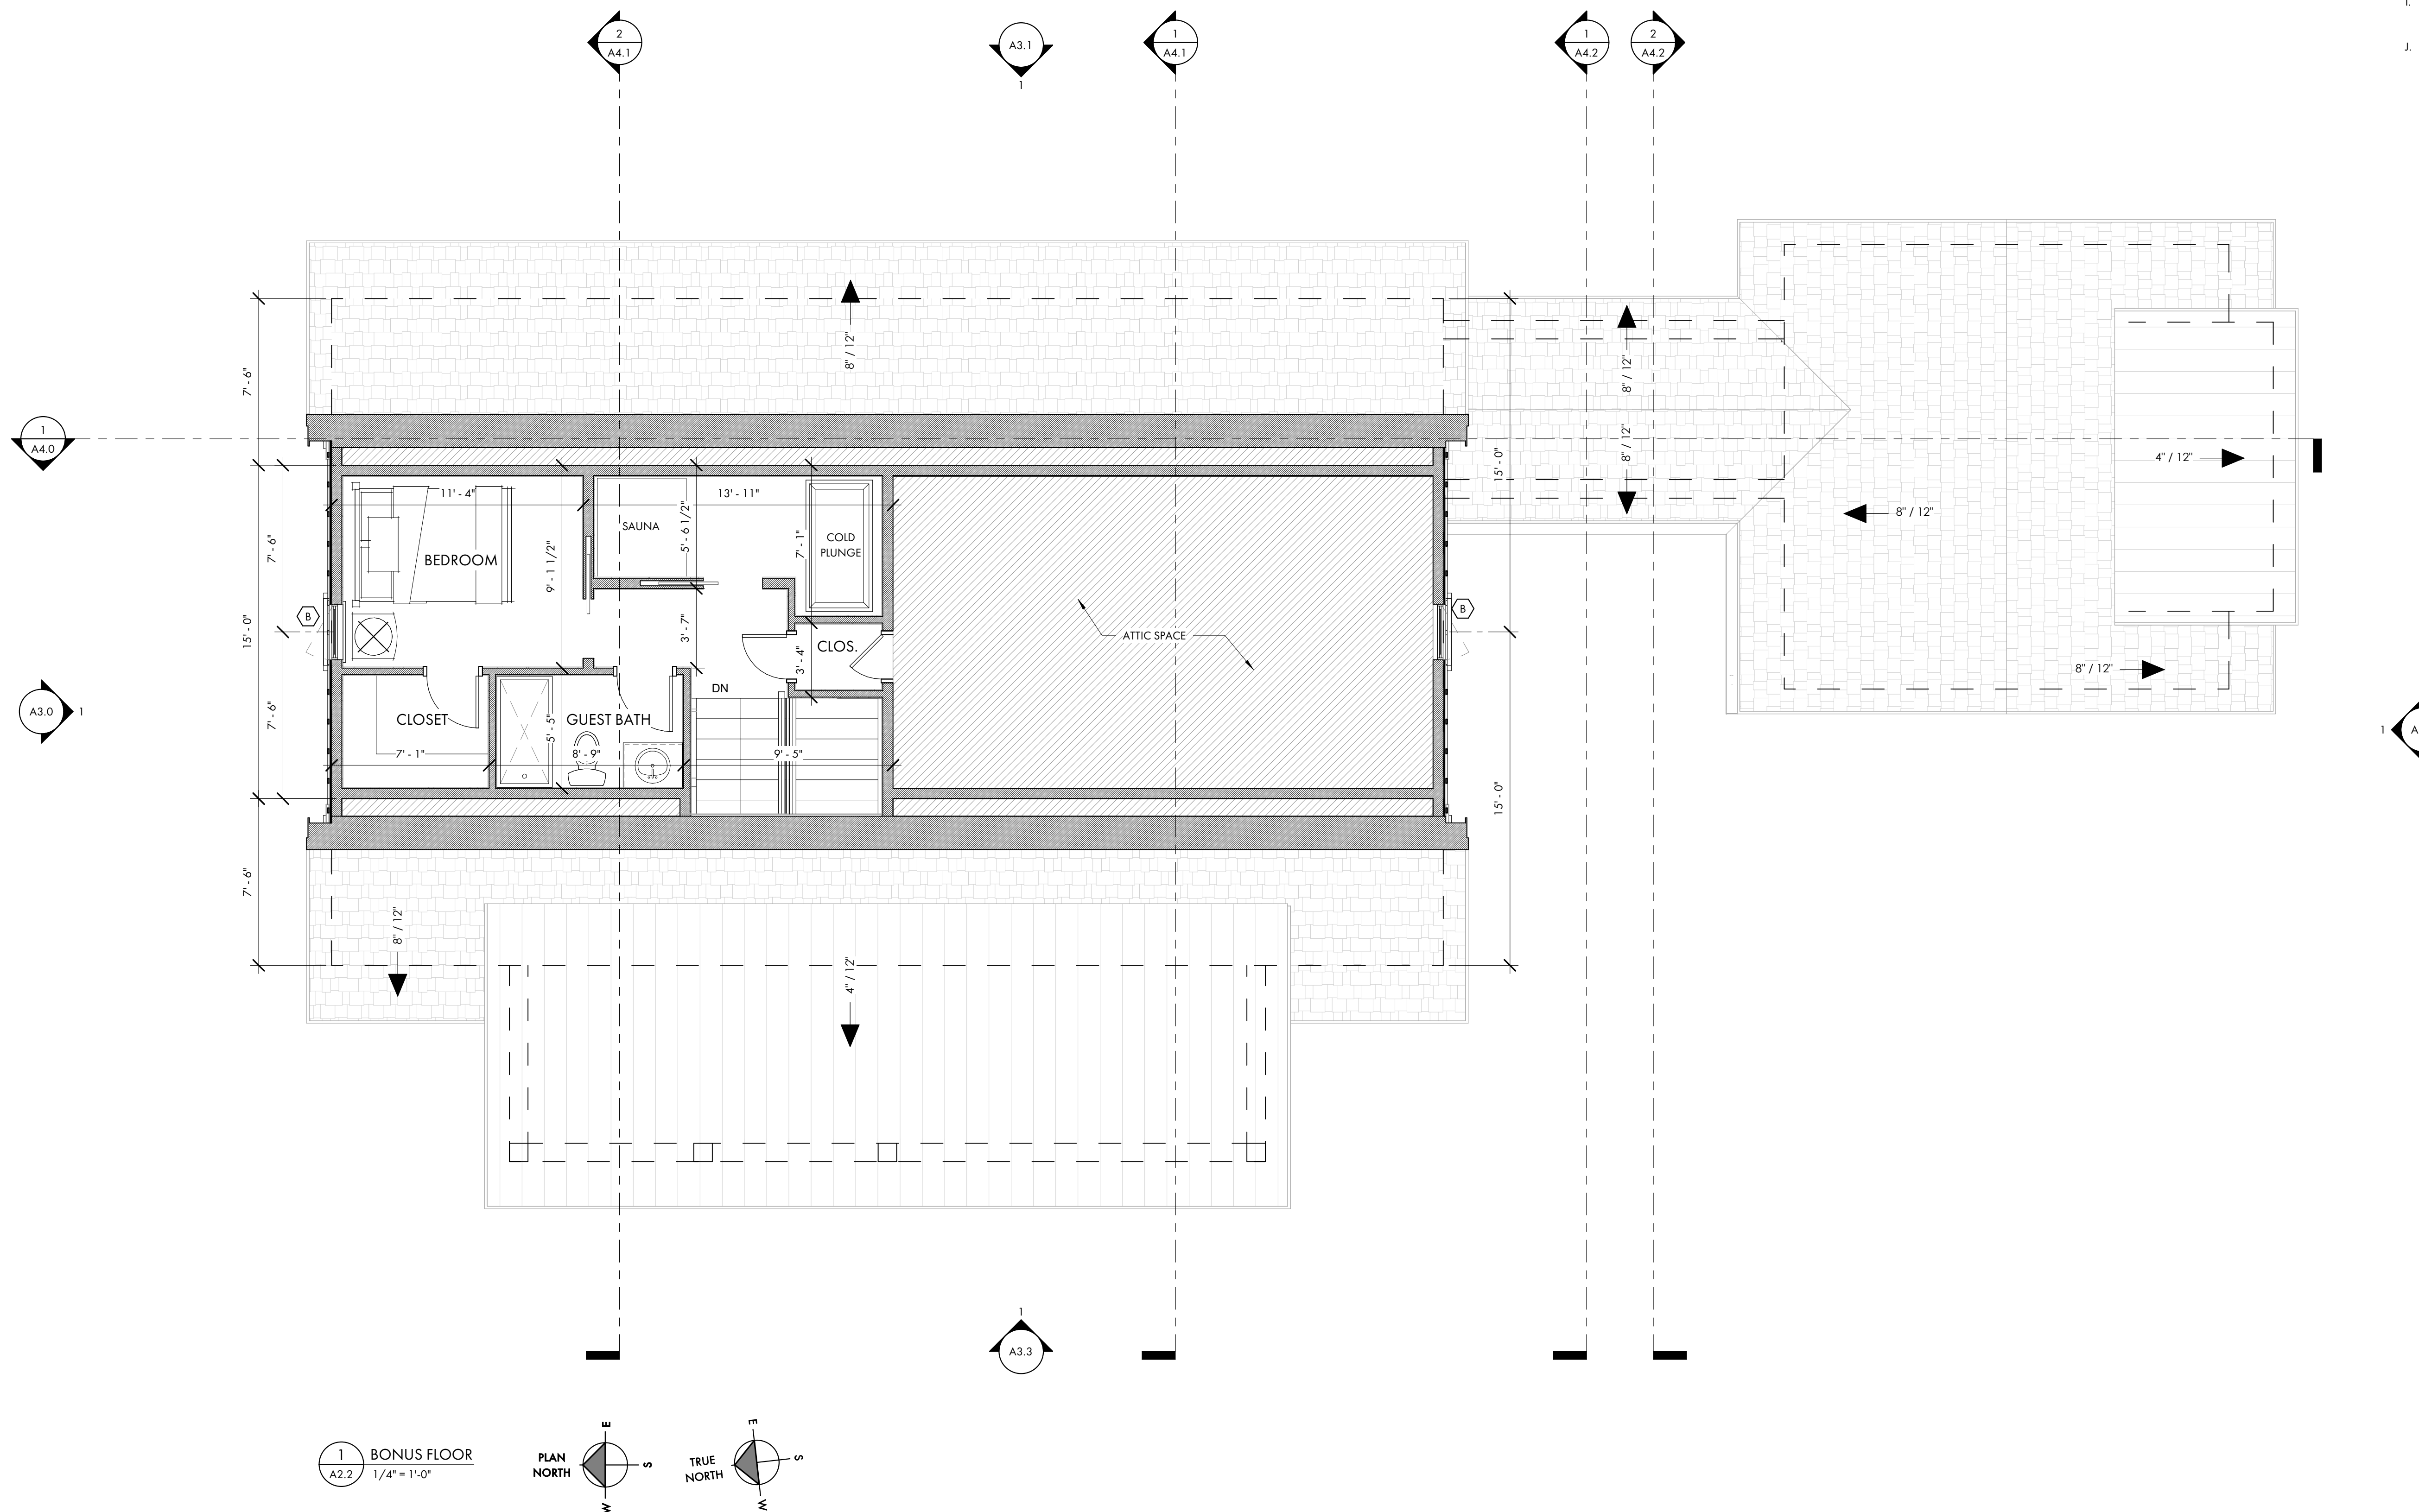 2
A4.1
A3.1
1
1
A4.1
1
A4.2
2
A4.2
J.
8" / 12"
7' - 6"
8" / 12"
8" / 12"
15' - 0"
1
A4.0
4" / 12"
11' - 4"
13' - 11"
SAUNA
5' - 6 1/2"
7' - 1"
COLD
PLUNGE
8" / 12"
7' - 6"
BEDROOM
9' - 1 1/2"
B
B
15' - 0"
3' - 7"
CLOS.
3' - 4"
ATTIC SPACE
8" / 12"
DN
A3.0
1
7' - 6"
CLOSET
5' - 5"
GUEST BATH
7' - 1"
8' - 9"
9' - 5"
1
15' - 0"
7' - 6"
8" / 12"
4" / 12"
1
A3.3
1
A2.2
BONUS FLOOR
1/4" = 1'-0"
PLAN
NORTH
E
S
W
TRUE
NORTH
E
S
W